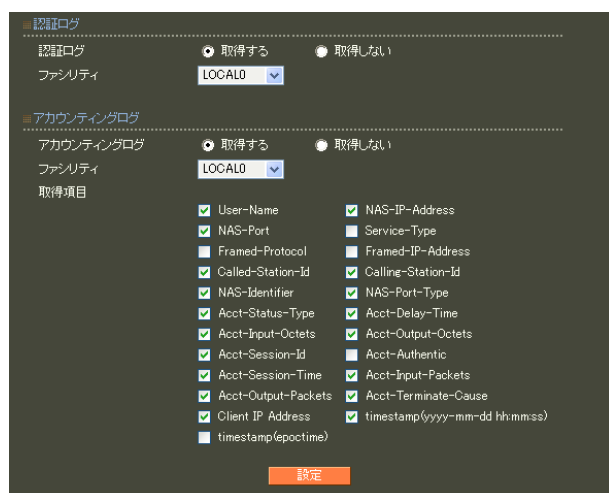 認証ログ
認証ログ 取得する 取得しない
ファシリティ LOCAL0
アカウンティングログ
アカウンティングログ 取得する 取得しない
ファシリティ LOCAL0
取得項目
User-Name NAS-IP-Address
NAS-Port Service-Type
Framed-Protocol Framed-IP-Address
Called-Station-Id Calling-Station-Id
NAS-Identifier NAS-Port-Type
Acct-Status-Type Acct-Delay-Time
Acct-Input-Octets Acct-Output-Octets
Acct-Session-Id Acct-Authentic
Acct-Session-Time Acct-Input-Packets
Acct-Output-Packets Acct-Terminate-Cause
Client IP Address timestamp(yyyy-mm-dd hh:mm:ss)
timestamp(epoctime)
設定